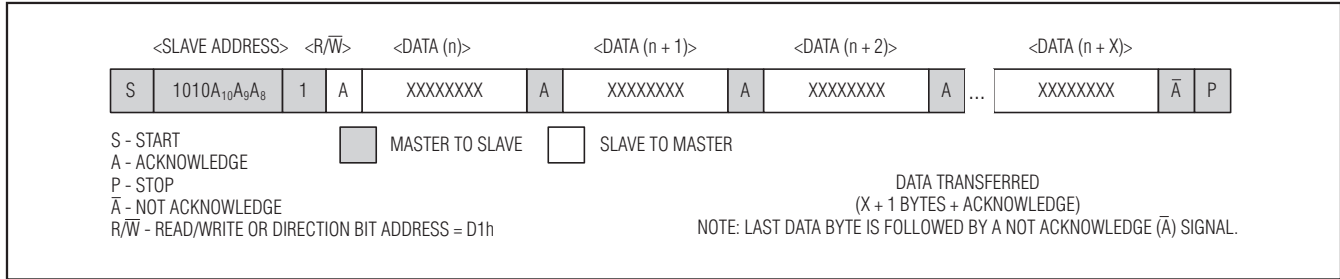 <SLAVE ADDRESS> <R/W̅> <DATA (n)> <DATA (n + 1)> <DATA (n + 2)> <DATA (n + X)>
S 1010A₁₀A₉A₈ 1 A XXXXXXXX A XXXXXXXX A XXXXXXXX A ... XXXXXXXX A̅ P
S - START
A - ACKNOWLEDGE
P - STOP
A̅ - NOT ACKNOWLEDGE
R/W̅ - READ/WRITE OR DIRECTION BIT ADDRESS = D1h
MASTER TO SLAVE SLAVE TO MASTER
DATA TRANSFERRED
(X + 1 BYTES + ACKNOWLEDGE)
NOTE: LAST DATA BYTE IS FOLLOWED BY A NOT ACKNOWLEDGE (A̅) SIGNAL.